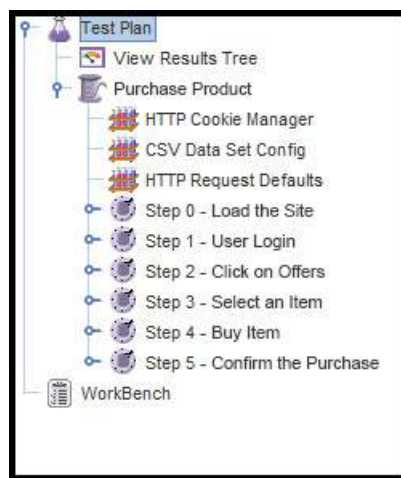 Test Plan
View Results Tree
Purchase Product
HTTP Cookie Manager
CSV Data Set Config
HTTP Request Defaults
Step 0 - Load the Site
Step 1 - User Login
Step 2 - Click on Offers
Step 3 - Select an Item
Step 4 - Buy Item
Step 5 - Confirm the Purchase
WorkBench